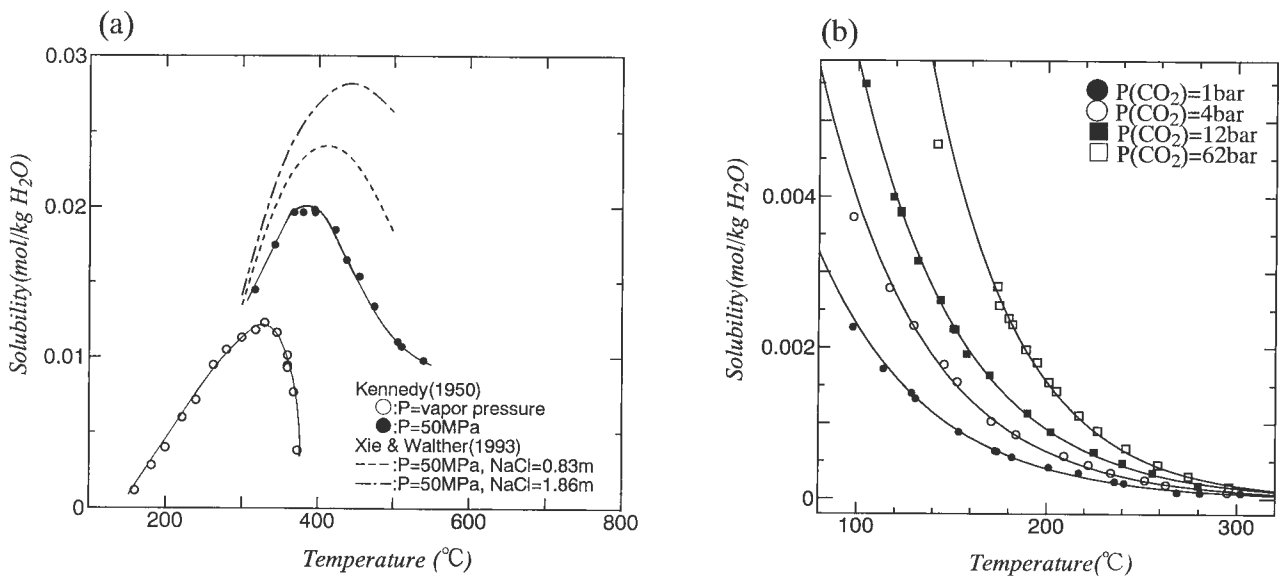 (a)
0.03
0.02
0.01
0
Solubility(mol/kg H₂O)
Kennedy(1950)
:P=vapor pressure
:P=50MPa
Xie & Walther(1993)
:P=50MPa, NaCl=0.83m
:P=50MPa, NaCl=1.86m
200
400
600
800
Temperature (℃)
(b)
P(CO₂)=1bar
P(CO₂)=4bar
P(CO₂)=12bar
P(CO₂)=62bar
0.004
0.002
0
Solubility(mol/kg H₂O)
100
200
300
Temperature(℃)